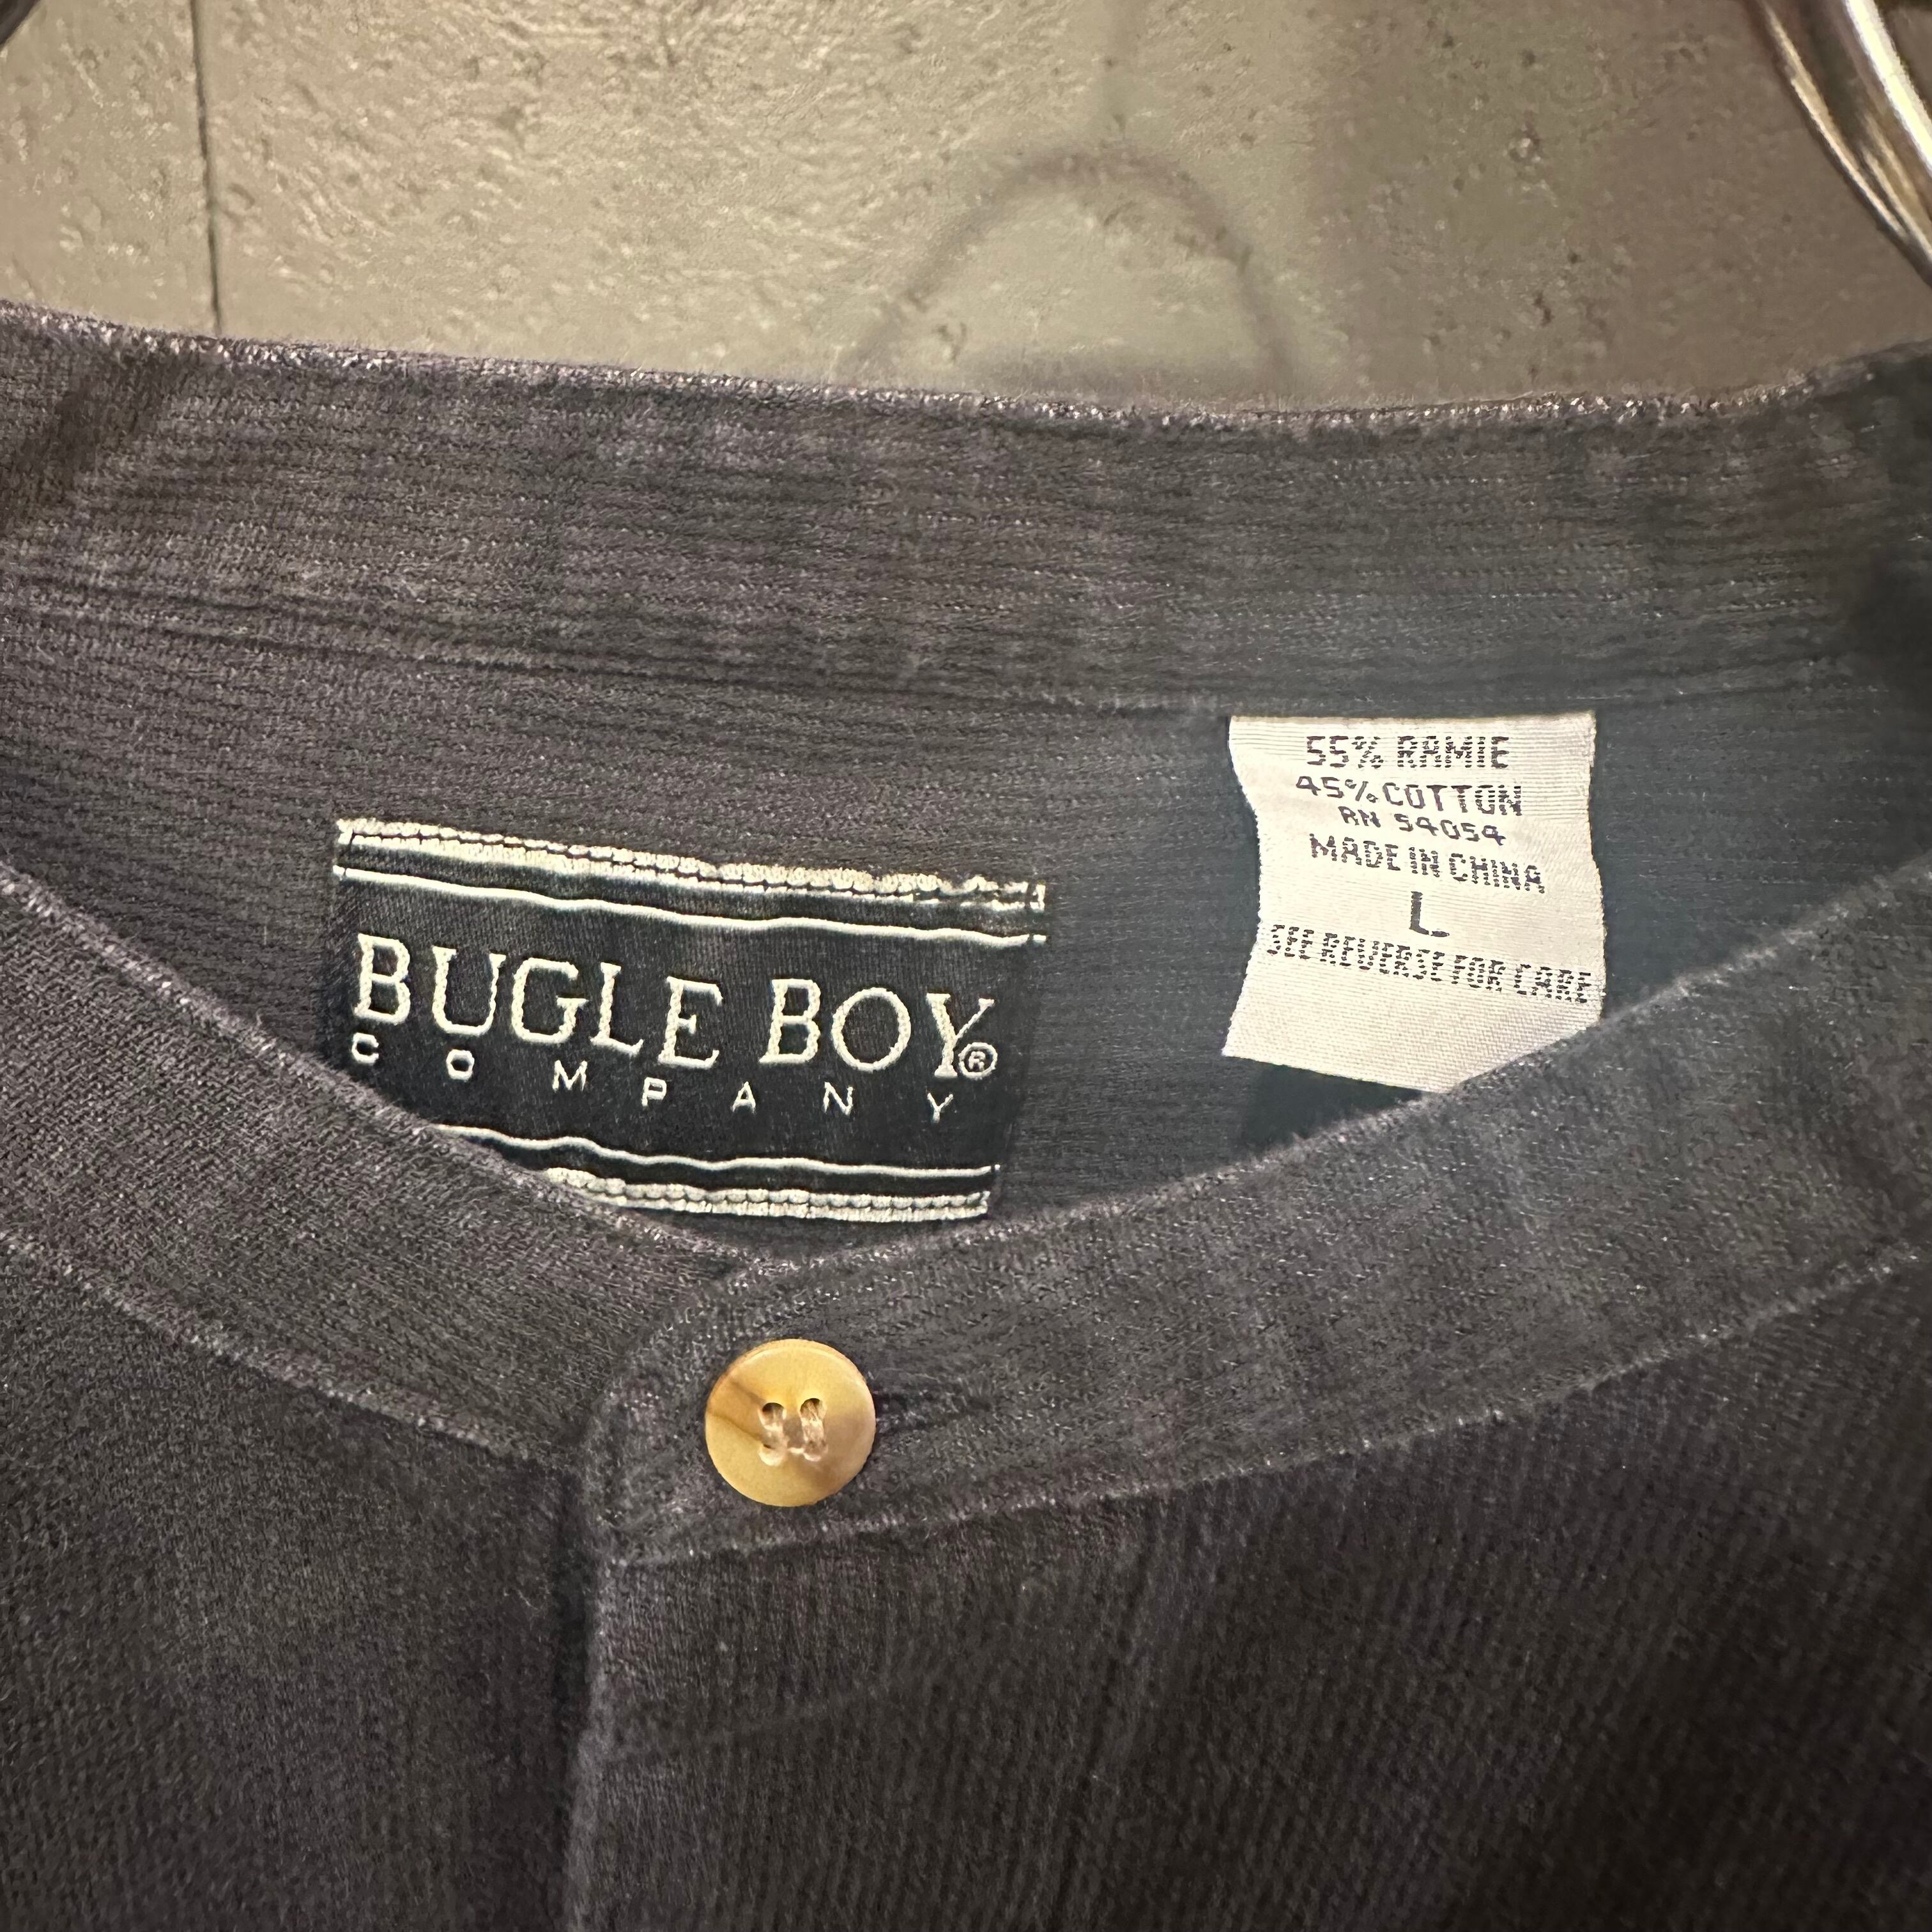 BUGLE BOY®
COMPANY
55% RAMIE
45% COTTON
RN 54054
MADE IN CHINA
L
SEE REVERSE FOR CARE